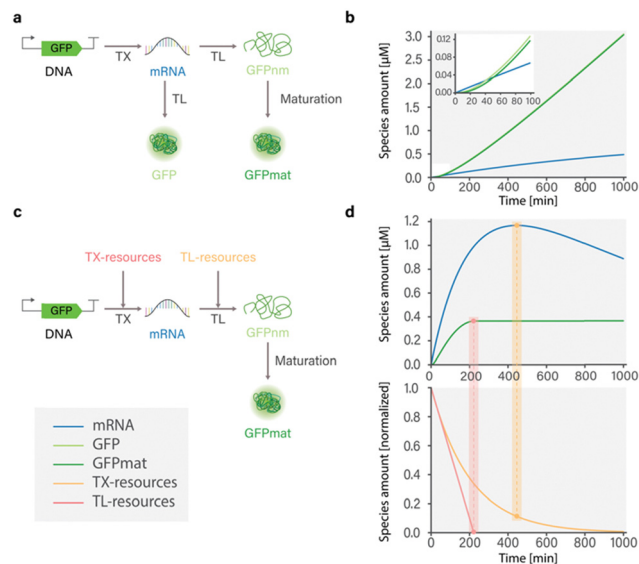 a
GFP
DNA
TX
mRNA
TL
GFPnm
TL
Maturation
GFP
GFPmat
b
Species amount [µM]
3.0
2.5
2.0
1.5
1.0
0.5
0.0
0.12
0.08
0.04
0.00
0 20 40 60 80 100
0 200 400 600 800 1000
Time [min]
c
TX-resources
TL-resources
GFP
DNA
TX
mRNA
TL
GFPnm
Maturation
GFPmat
mRNA
GFP
GFPmat
TX-resources
TL-resources
d
Species amount [µM]
1.2
1.0
0.8
0.6
0.4
0.2
0.0
0 200 400 600 800 1000
Species amount [normalized]
1.0
0.8
0.6
0.4
0.2
0.0
0 200 400 600 800 1000
Time [min]